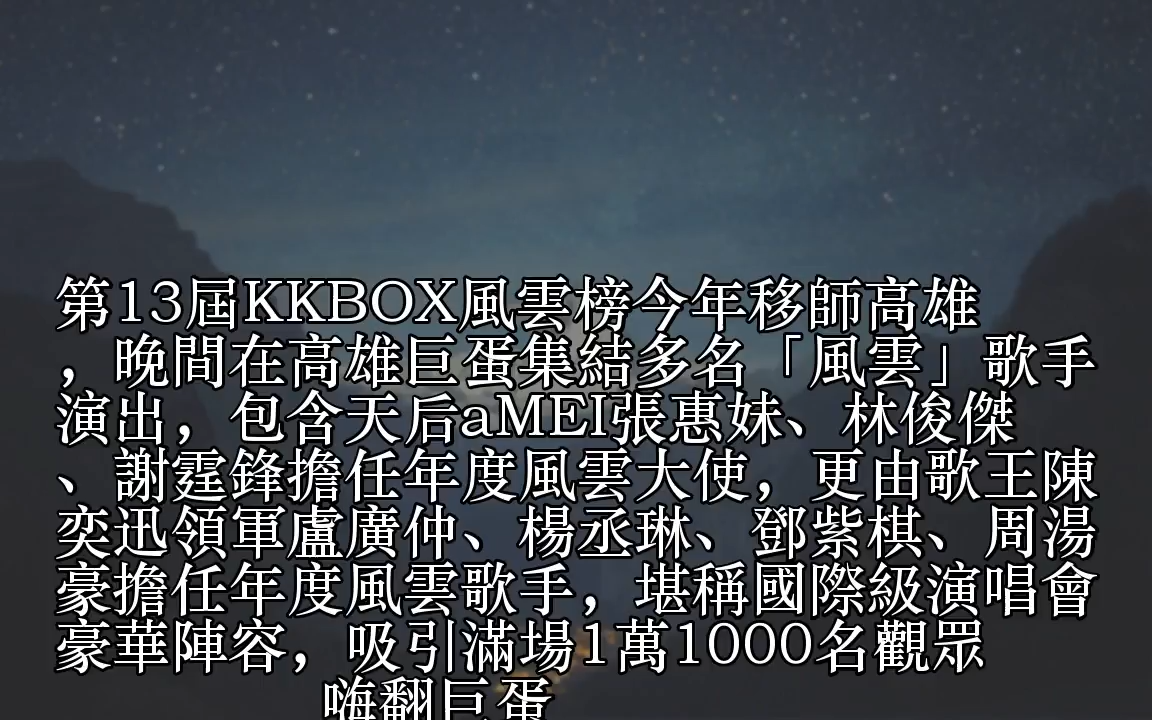 第13屆KKBOX風雲榜今年移師高雄
，晚間在高雄巨蛋集結多名「風雲」歌手
演出，包含天后aMEI張惠妹、林俊傑
、謝霆鋒擔任年度風雲大使，更由歌王陳
奕迅領軍盧廣仲、楊丞琳、鄧紫棋、周湯
豪擔任年度風雲歌手，堪稱國際級演唱會
豪華陣容，吸引滿場1萬1000名觀眾
嗨翻巨蛋